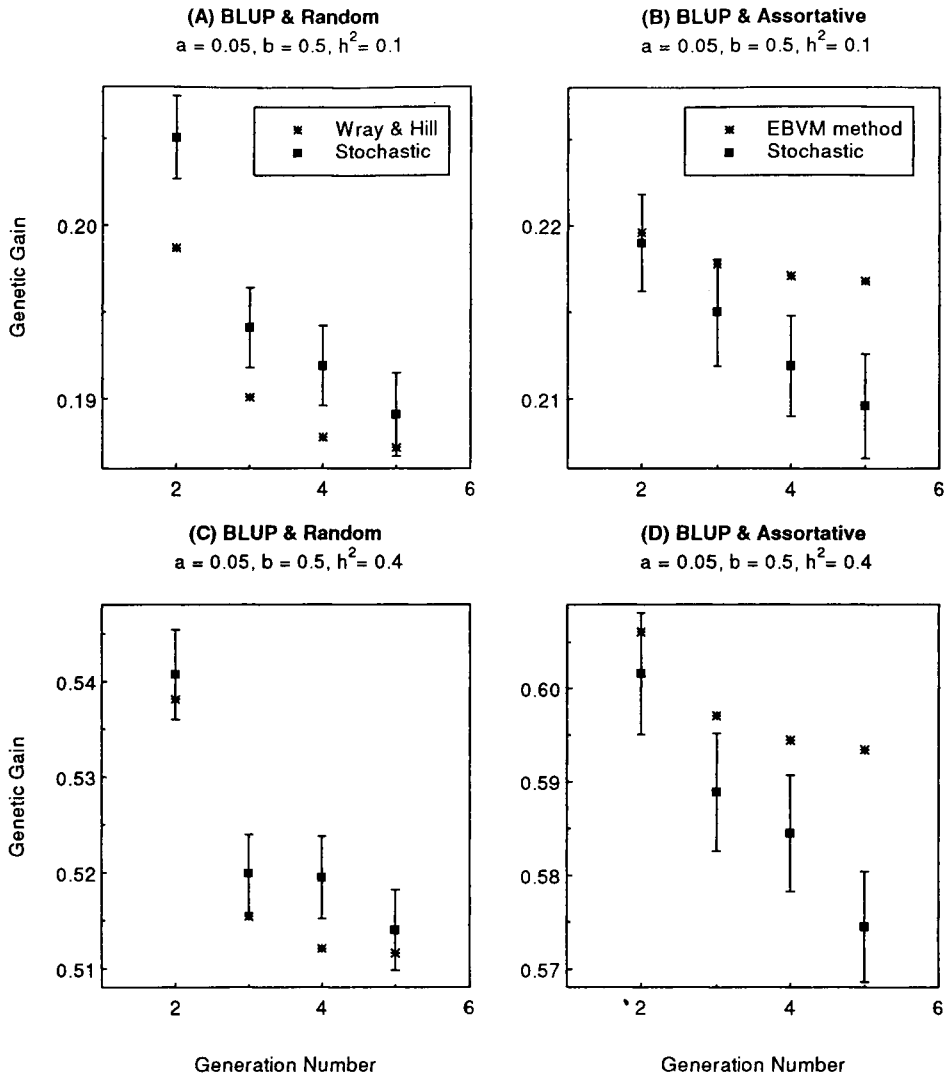 (A) BLUP & Random
a = 0.05, b = 0.5, h²= 0.1
Wray & Hill
Stochastic
0.20
0.19
Genetic Gain
2
4
6
(B) BLUP & Assortative
a = 0.05, b = 0.5, h²= 0.1
EBVM method
Stochastic
0.22
0.21
2
4
6
(C) BLUP & Random
a = 0.05, b = 0.5, h²= 0.4
0.54
0.53
0.52
0.51
Genetic Gain
2
4
6
Generation Number
(D) BLUP & Assortative
a = 0.05, b = 0.5, h²= 0.4
0.60
0.59
0.58
0.57
2
4
6
Generation Number